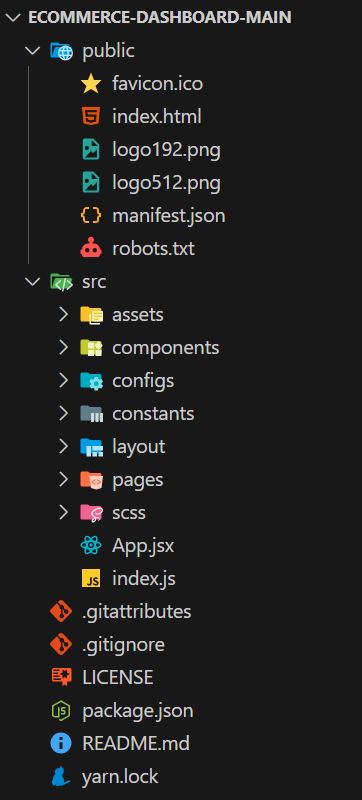 ECOMMERCE-DASHBOARD-MAIN
public
favicon.ico
index.html
logo192.png
logo512.png
manifest.json
robots.txt
src
assets
components
configs
constants
layout
pages
scss
App.jsx
JS index.js
.gitattributes
.gitignore
LICENSE
package.json
README.md
yarn.lock